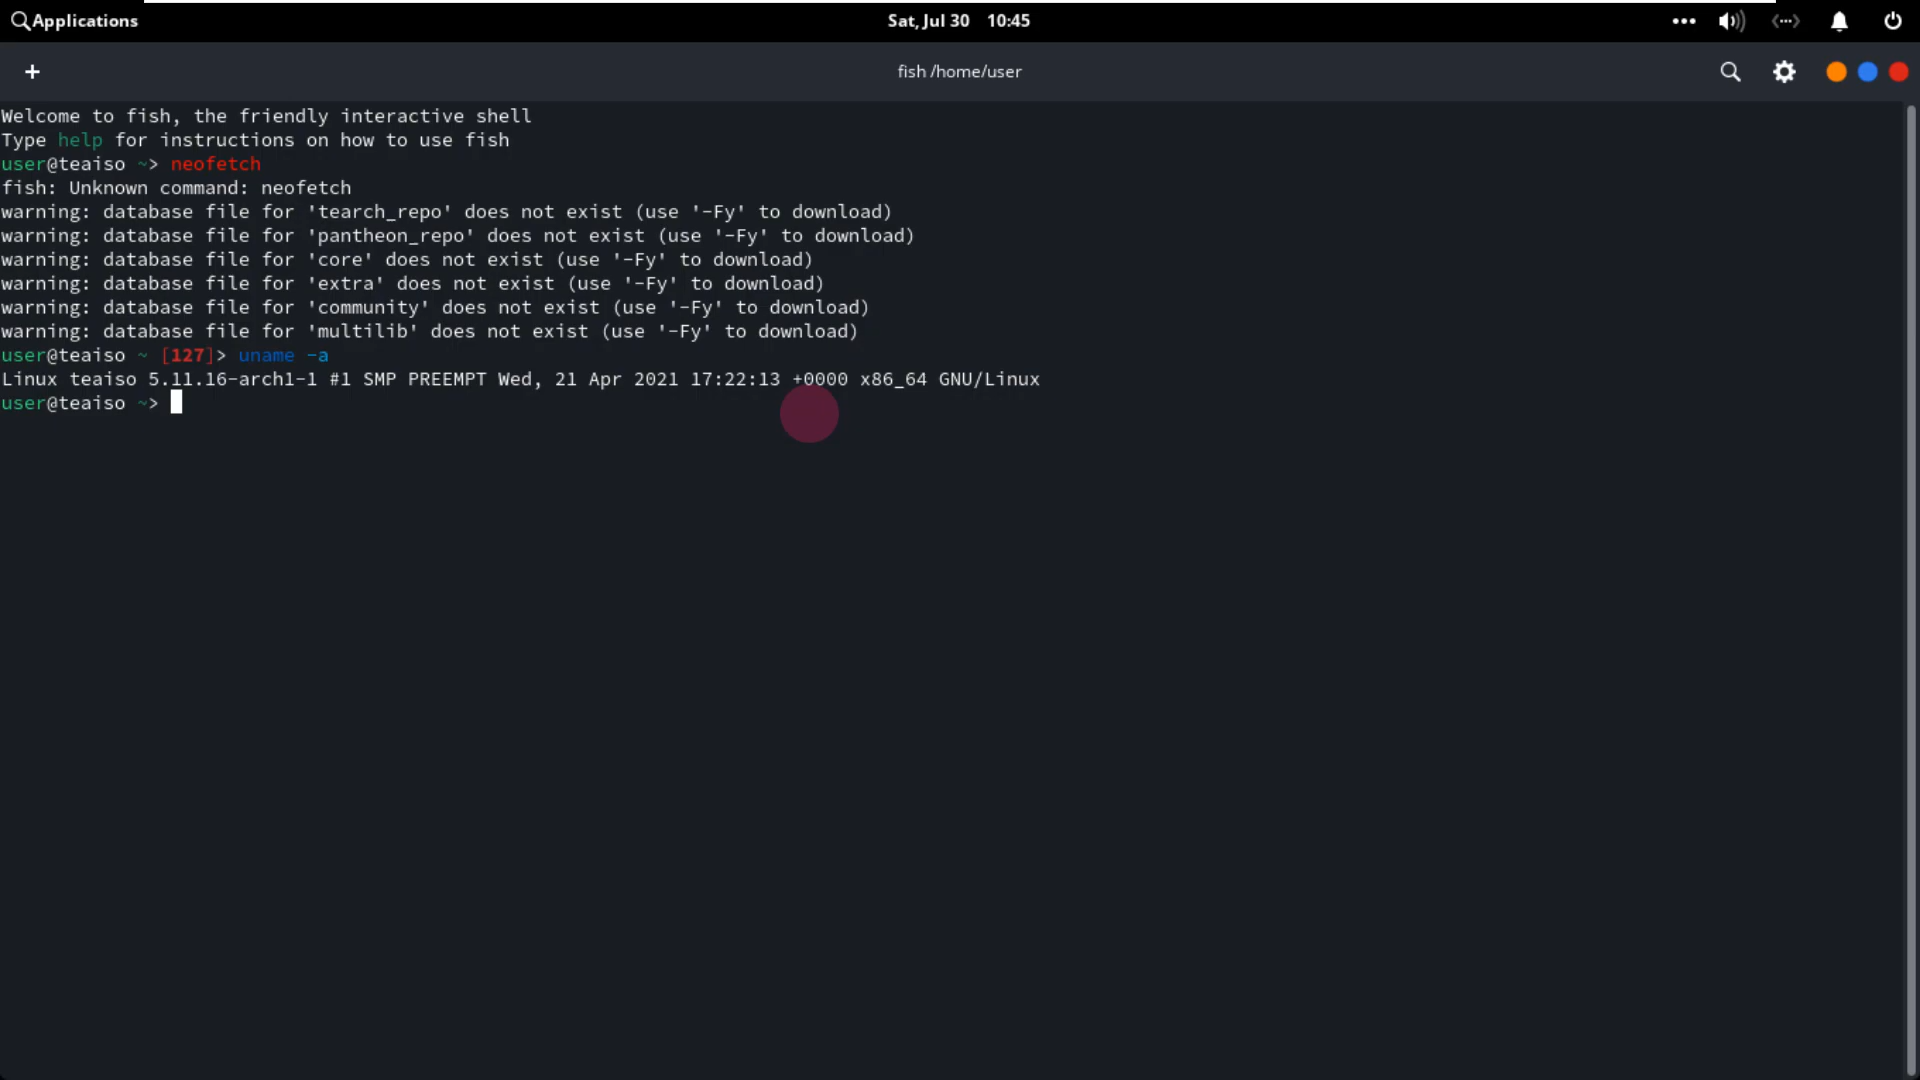 Applications
Sat, Jul 30 10:45
fish /home/user
Welcome to fish, the friendly interactive shell
Type help for instructions on how to use fish
user@teaiso ~> neofetch
fish: Unknown command: neofetch
warning: database file for 'tearch_repo' does not exist (use '-Fy' to download)
warning: database file for 'pantheon_repo' does not exist (use '-Fy' to download)
warning: database file for 'core' does not exist (use '-Fy' to download)
warning: database file for 'extra' does not exist (use '-Fy' to download)
warning: database file for 'community' does not exist (use '-Fy' to download)
warning: database file for 'multilib' does not exist (use '-Fy' to download)
user@teaiso ~ [127]> uname -a
Linux teaiso 5.11.16-arch1-1 #1 SMP PREEMPT Wed, 21 Apr 2021 17:22:13 +0000 x86_64 GNU/Linux
user@teaiso ~>